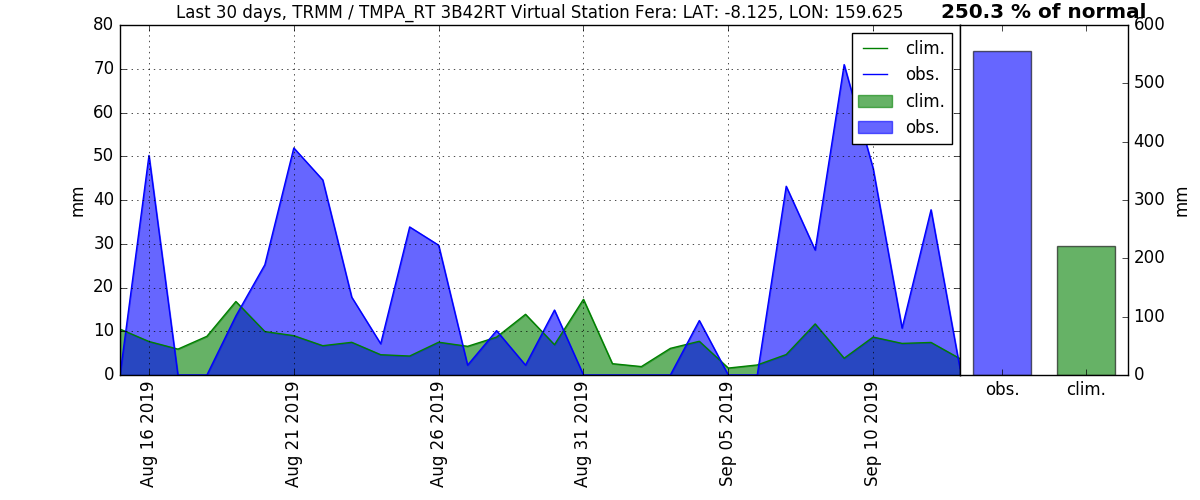 Last 30 days, TRMM / TMPA_RT 3B42RT Virtual Station Fera: LAT: -8.125, LON: 159.625
250.3 % of normal
80
70
60
50
40
30
20
10
0
mm
clim.
obs.
clim.
obs.
600
500
400
300
200
100
0
mm
Aug 16 2019
Aug 21 2019
Aug 26 2019
Aug 31 2019
Sep 05 2019
Sep 10 2019
obs.
clim.